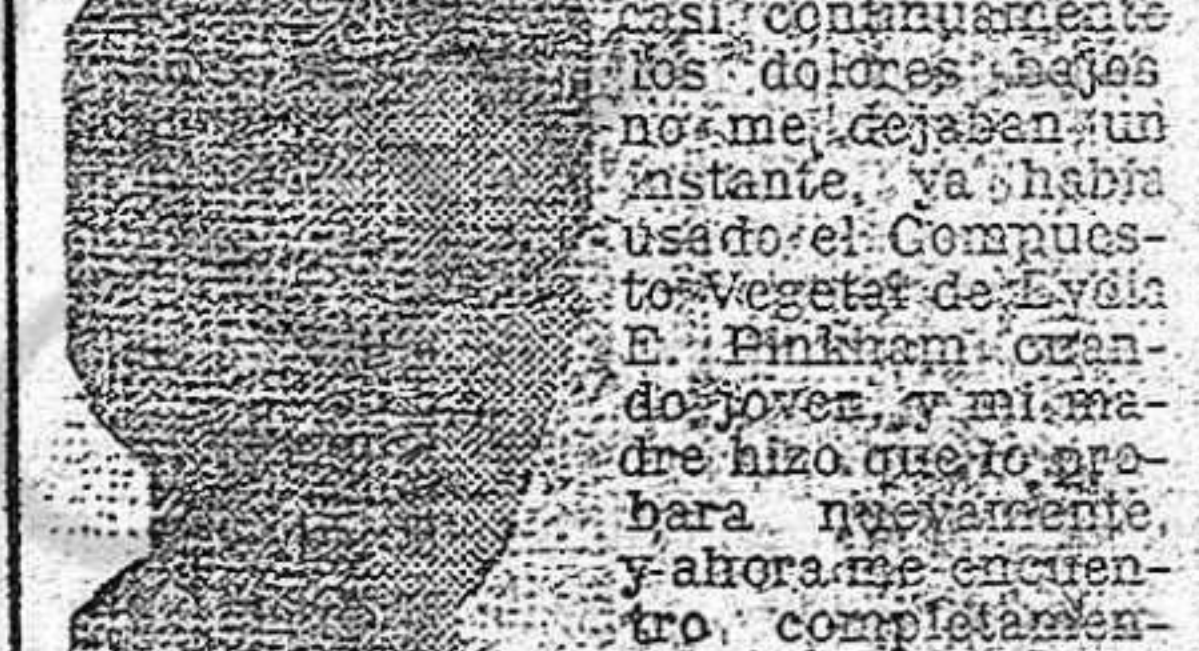 casi continuamente
los dolores bajos
no me dejaban un
instante, ya había
usado el Compues-
to Vegetal de Lydia
E. Pinkham cuan-
do joven, y mi ma-
dre hizo que lo pro-
bara nuevamente,
y ahora me encuen-
tro completamen-